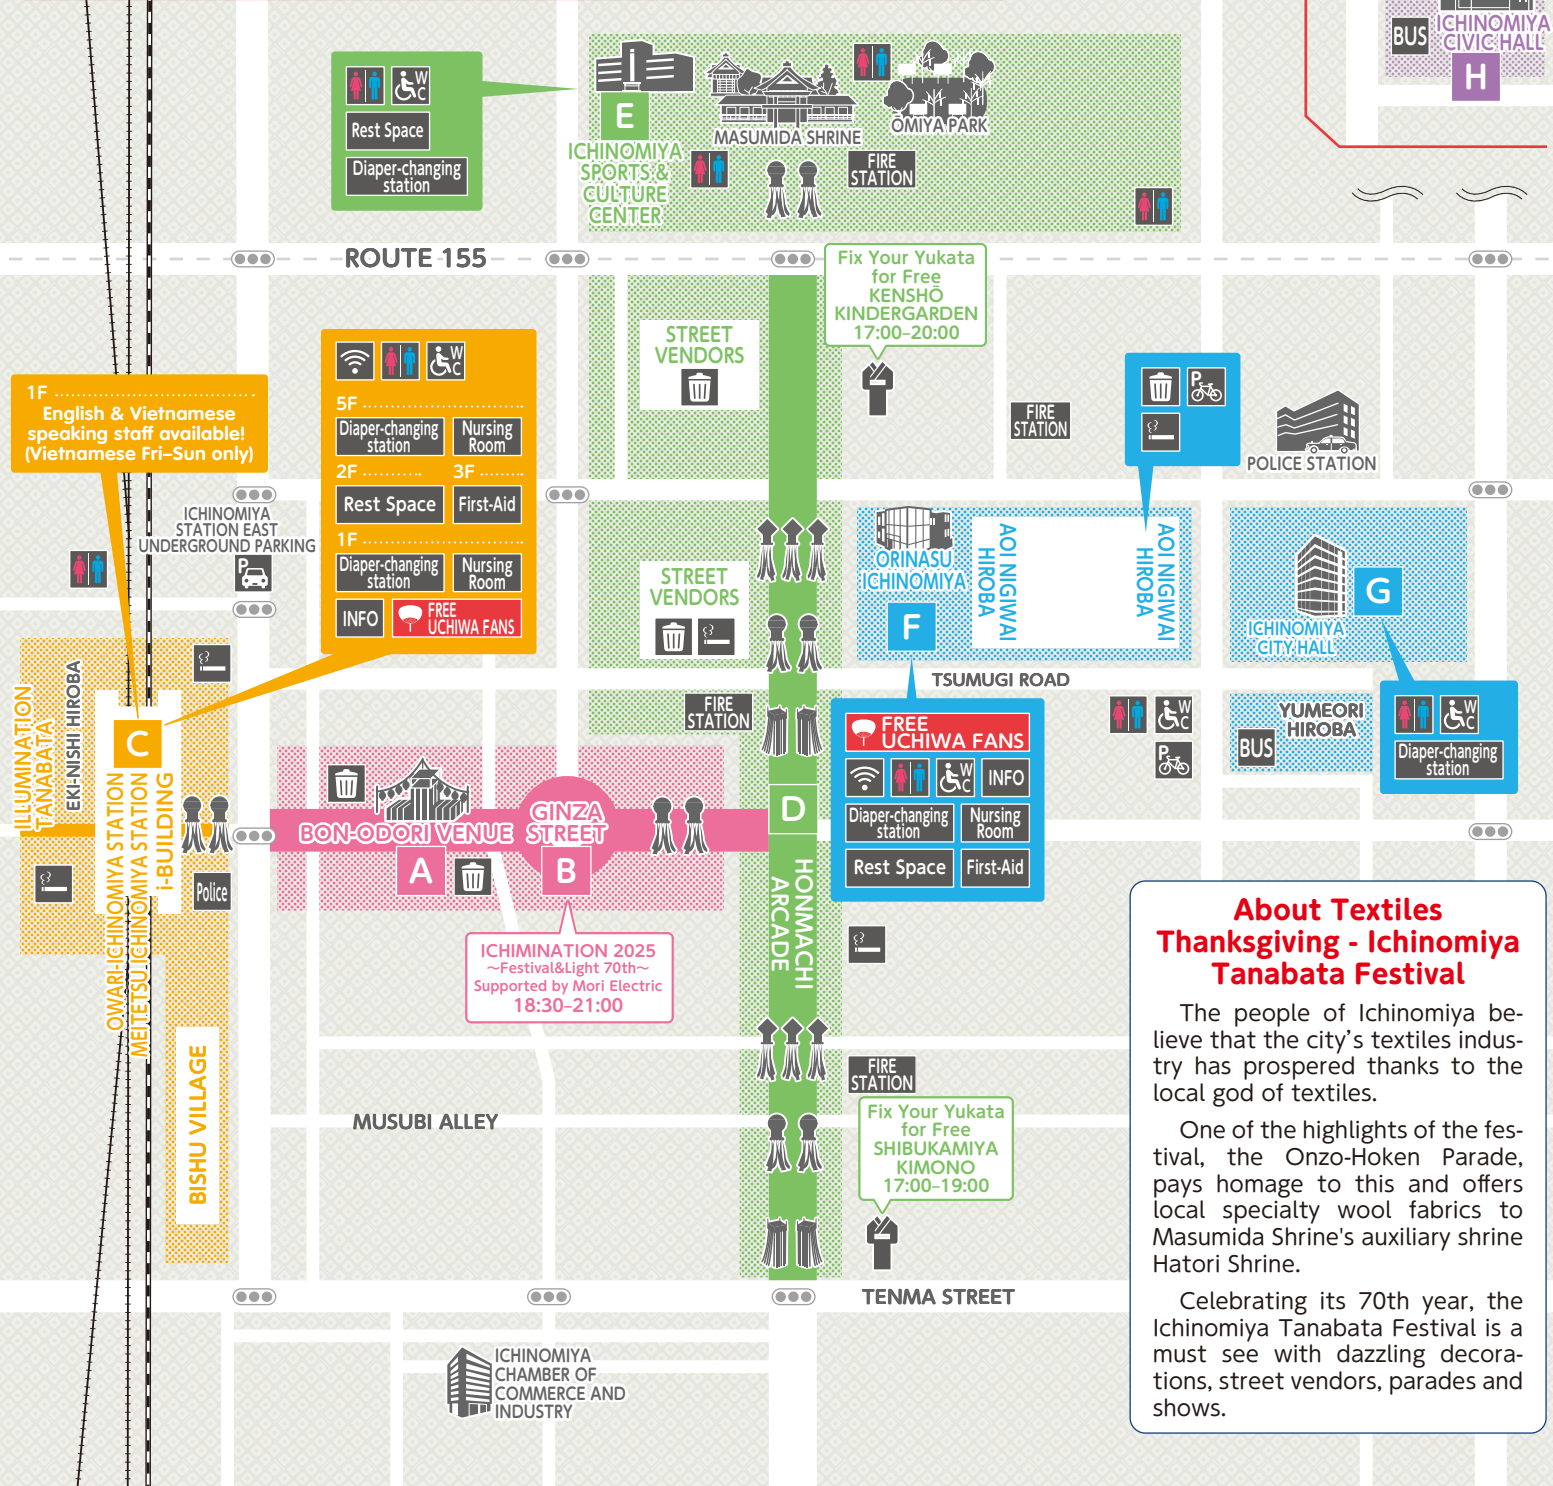 BUS
ICHINOMIYA
CIVIC HALL
H
WC
Rest Space
Diaper-changing
station
E
ICHINOMIYA
SPORTS &
CULTURE
CENTER
MASUMIDA SHRINE
ŌMIYA PARK
FIRE
STATION
ROUTE 155
Fix Your Yukata
for Free
KENSHŌ
KINDERGARDEN
17:00–20:00
STREET
VENDORS
1F
English & Vietnamese
speaking staff available!
(Vietnamese Fri–Sun only)
WC
5F
Diaper-changing
station
Nursing
Room
2F
3F
Rest Space
First-Aid
1F
Diaper-changing
station
Nursing
Room
INFO
FREE
UCHIWA FANS
FIRE
STATION
P
POLICE STATION
ICHINOMIYA
STATION EAST
UNDERGROUND PARKING
P
STREET
VENDORS
ORINASU
ICHINOMIYA
F
AOI NIGIWAI
HIROBA
AOI NIGIWAI
HIROBA
G
ICHINOMIYA
CITY HALL
TSUMUGI ROAD
FIRE
STATION
FREE
UCHIWA FANS
WC
INFO
Diaper-changing
station
Nursing
Room
Rest Space
First-Aid
WC
P
YUMEORI
HIROBA
BUS
WC
Diaper-changing
station
ILLUMINATION
TANABATA
EKI-NISHI HIROBA
C
OWARI-ICHINOMIYA STATION
MEITETSU-ICHINOMIYA STATION
i-BUILDING
Police
BISHU VILLAGE
BON-ODORI VENUE
A
GINZA
STREET
B
D
HONMACHI
ARCADE
ICHIMINATION 2025
~Festival&Light 70th~
Supported by Mori Electric
18:30–21:00
FIRE
STATION
Fix Your Yukata
for Free
SHIBUKAMIYA
KIMONO
17:00–19:00
MUSUBI ALLEY
TENMA STREET
ICHINOMIYA
CHAMBER OF
COMMERCE AND
INDUSTRY
About Textiles
Thanksgiving - Ichinomiya
Tanabata Festival
The people of Ichinomiya be-
lieve that the city's textiles indus-
try has prospered thanks to the
local god of textiles.
One of the highlights of the fes-
tival, the Onzo-Hoken Parade,
pays homage to this and offers
local specialty wool fabrics to
Masumida Shrine's auxiliary shrine
Hatori Shrine.
Celebrating its 70th year, the
Ichinomiya Tanabata Festival is a
must see with dazzling decora-
tions, street vendors, parades and
shows.